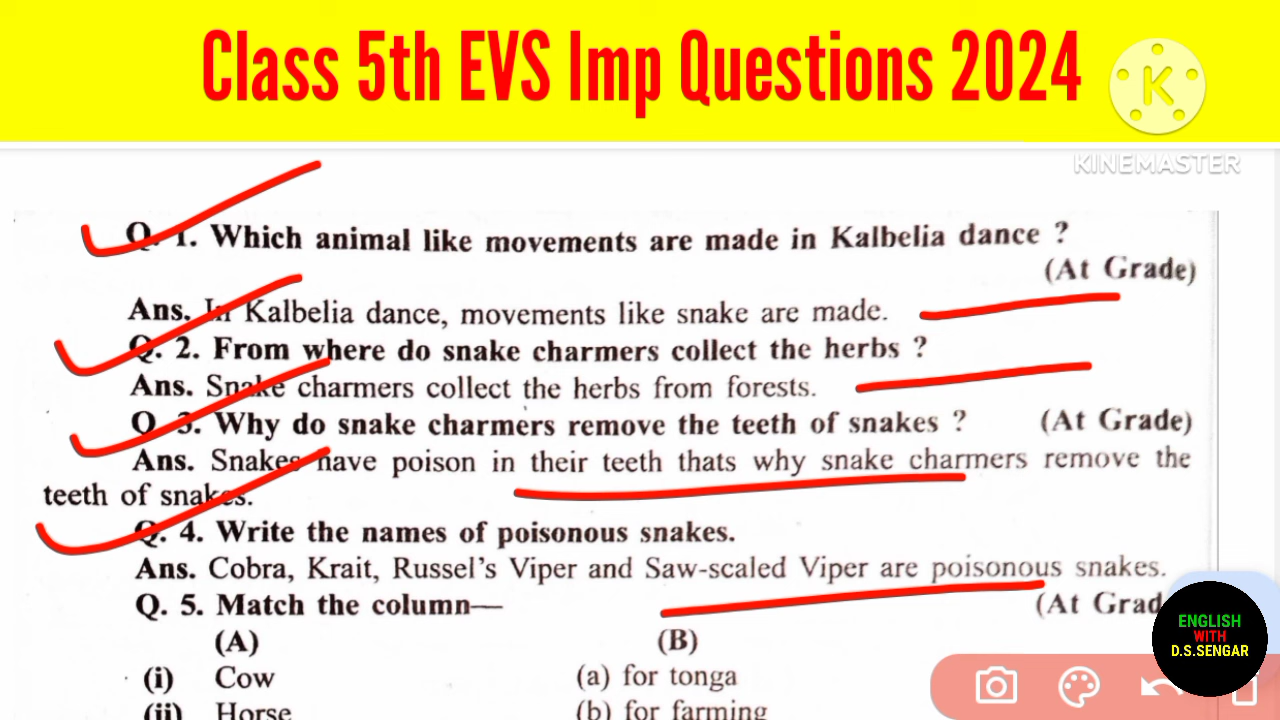 Class 5th EVS Imp Questions 2024
K
KINEMASTER
Q. 1. Which animal like movements are made in Kalbelia dance ?
(At Grade)
Ans. In Kalbelia dance, movements like snake are made.
Q. 2. From where do snake charmers collect the herbs ?
Ans. Snake charmers collect the herbs from forests.
Q. 3. Why do snake charmers remove the teeth of snakes ? (At Grade)
Ans. Snakes have poison in their teeth thats why snake charmers remove the
teeth of snakes.
Q. 4. Write the names of poisonous snakes.
Ans. Cobra, Krait, Russel's Viper and Saw-scaled Viper are poisonous snakes.
Q. 5. Match the column— (At Grad
(A) (B)
(i) Cow (a) for tonga
(ii) Horse (b) for farming
ENGLISH
WITH
D.S.SENGAR